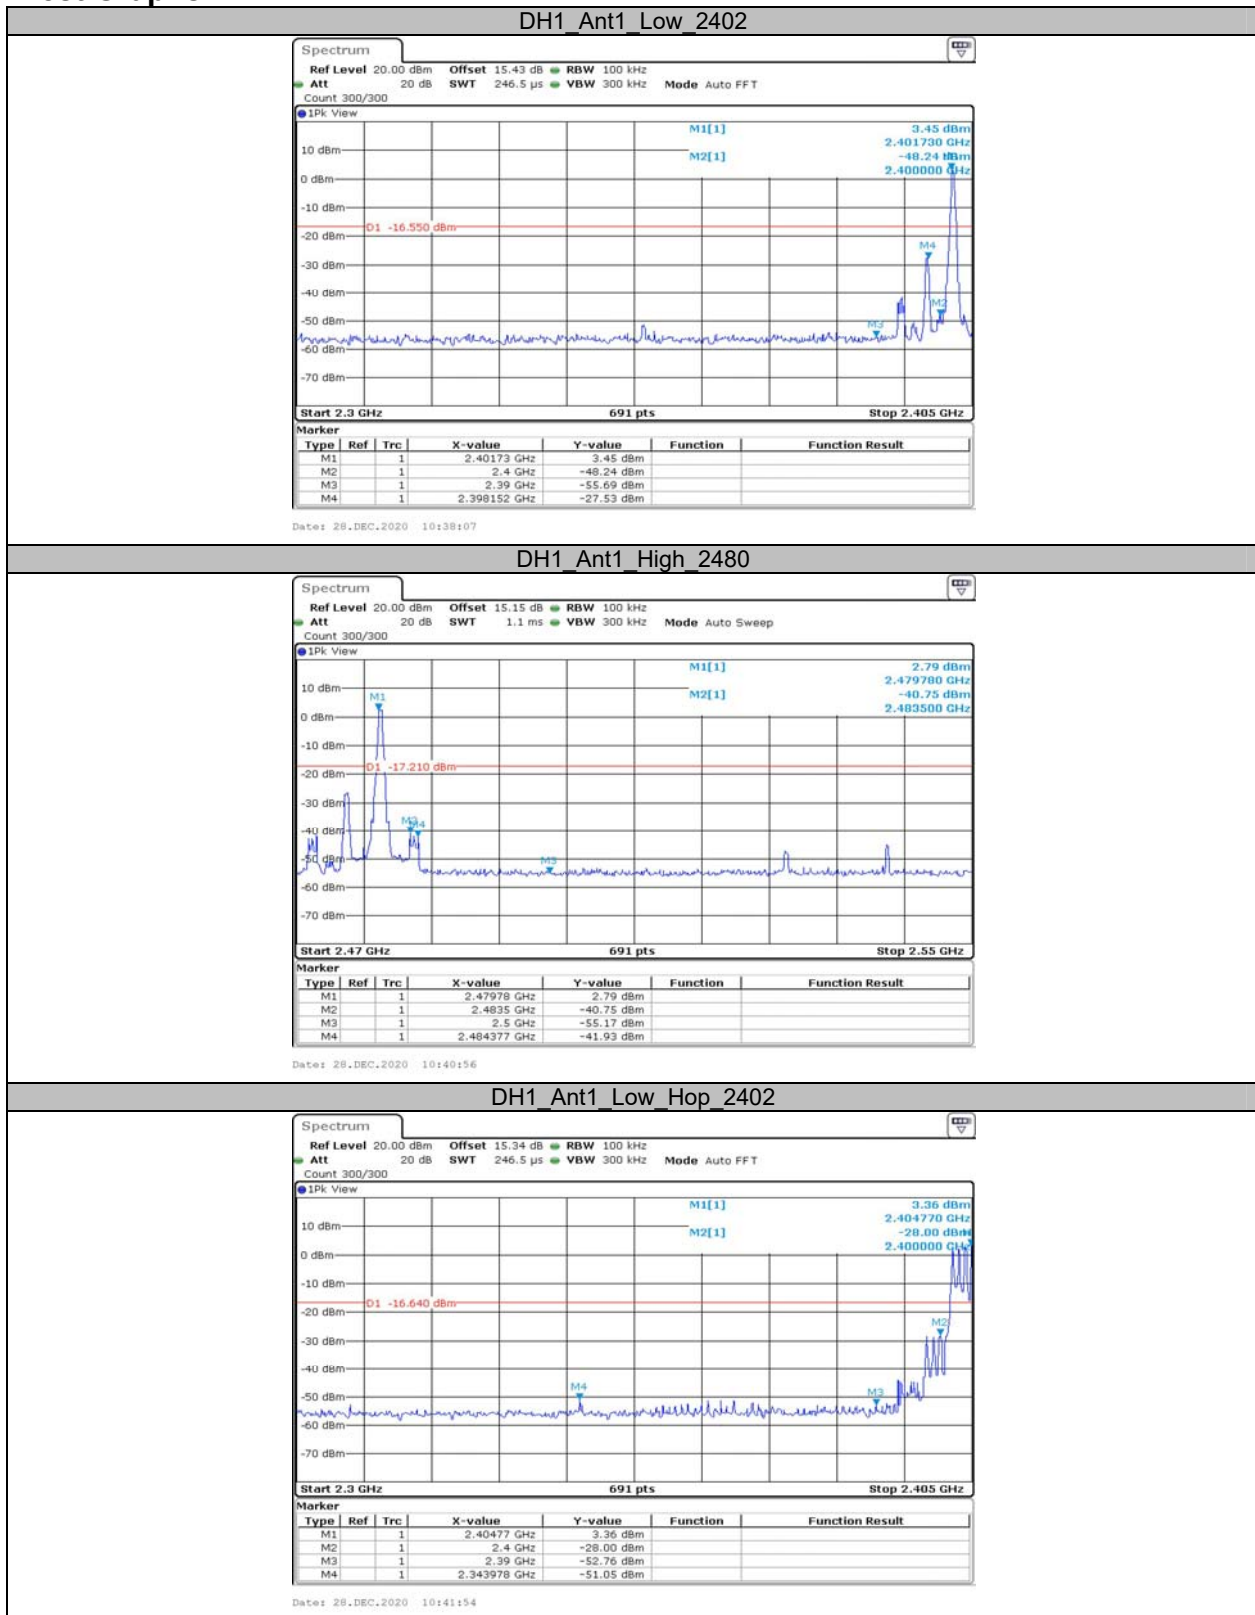 DH1_Ant1_Low_2402
Spectrum
Ref Level 20.00 dBm Offset 15.43 dB RBW 100 kHz
Att 20 dB SWT 246.5 µs VBW 300 kHz Mode Auto FFT
Count 300/300
1Pk View
M1[1] 3.45 dBm
2.401730 GHz
10 dBm
M2[1] -48.24 dBm
2.400000 GHz
0 dBm
-10 dBm
D1 -16.550 dBm
-20 dBm
M4
-30 dBm
-40 dBm
M2
-50 dBm
M3
-60 dBm
-70 dBm
Start 2.3 GHz 691 pts Stop 2.405 GHz
Marker
Type Ref Trc X-value Y-value Function Function Result
M1 1 2.40173 GHz 3.45 dBm
M2 1 2.4 GHz -48.24 dBm
M3 1 2.39 GHz -55.69 dBm
M4 1 2.398152 GHz -27.53 dBm
Date: 28.DEC.2020 10:38:07
DH1_Ant1_High_2480
Spectrum
Ref Level 20.00 dBm Offset 15.15 dB RBW 100 kHz
Att 20 dB SWT 1.1 ms VBW 300 kHz Mode Auto Sweep
Count 300/300
1Pk View
M1[1] 2.79 dBm
2.479780 GHz
10 dBm
M1
M2[1] -40.75 dBm
2.483500 GHz
0 dBm
-10 dBm
D1 -17.210 dBm
-20 dBm
-30 dBm
M4
-40 dBm
-50 dBm
M3
-60 dBm
-70 dBm
Start 2.47 GHz 691 pts Stop 2.55 GHz
Marker
Type Ref Trc X-value Y-value Function Function Result
M1 1 2.47978 GHz 2.79 dBm
M2 1 2.4835 GHz -40.75 dBm
M3 1 2.5 GHz -55.17 dBm
M4 1 2.484377 GHz -41.93 dBm
Date: 28.DEC.2020 10:40:56
DH1_Ant1_Low_Hop_2402
Spectrum
Ref Level 20.00 dBm Offset 15.34 dB RBW 100 kHz
Att 20 dB SWT 246.5 µs VBW 300 kHz Mode Auto FFT
Count 300/300
1Pk View
M1[1] 3.36 dBm
2.404770 GHz
10 dBm
M2[1] -28.00 dBm
2.400000 GHz
0 dBm
-10 dBm
D1 -16.640 dBm
-20 dBm
M2
-30 dBm
-40 dBm
M4
M3
-50 dBm
-60 dBm
-70 dBm
Start 2.3 GHz 691 pts Stop 2.405 GHz
Marker
Type Ref Trc X-value Y-value Function Function Result
M1 1 2.40477 GHz 3.36 dBm
M2 1 2.4 GHz -28.00 dBm
M3 1 2.39 GHz -52.76 dBm
M4 1 2.343978 GHz -51.05 dBm
Date: 28.DEC.2020 10:41:54